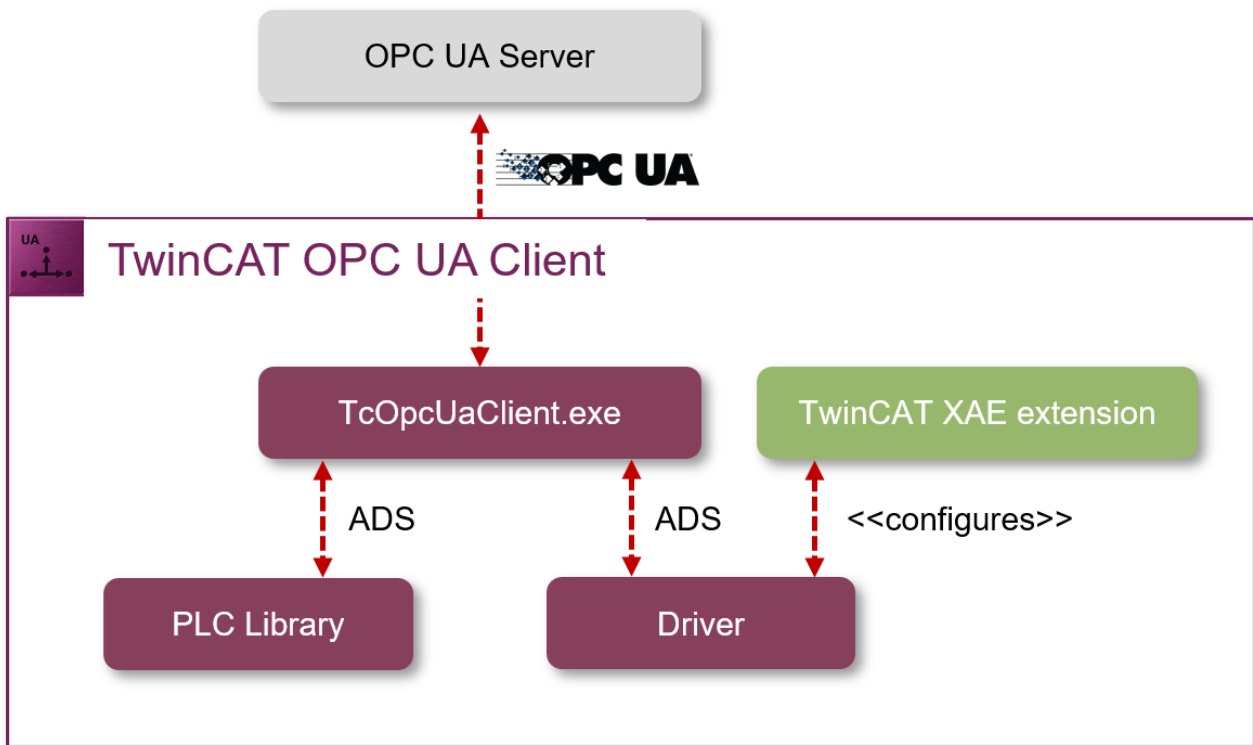 OPC UA Server
OPC UA
UA
TwinCAT OPC UA Client
TcOpcUaClient.exe
TwinCAT XAE extension
ADS
ADS
<<configures>>
PLC Library
Driver